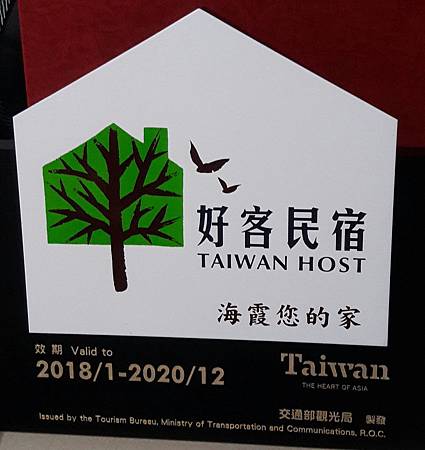 好客民宿
TAIWAN HOST
海霞您的家
效期 Valid to
2018/1-2020/12
Taiwan
THE HEART OF ASIA
交通部觀光局 製發
Issued by the Tourism Bureau, Ministry of Transportation and Communications, R.O.C.